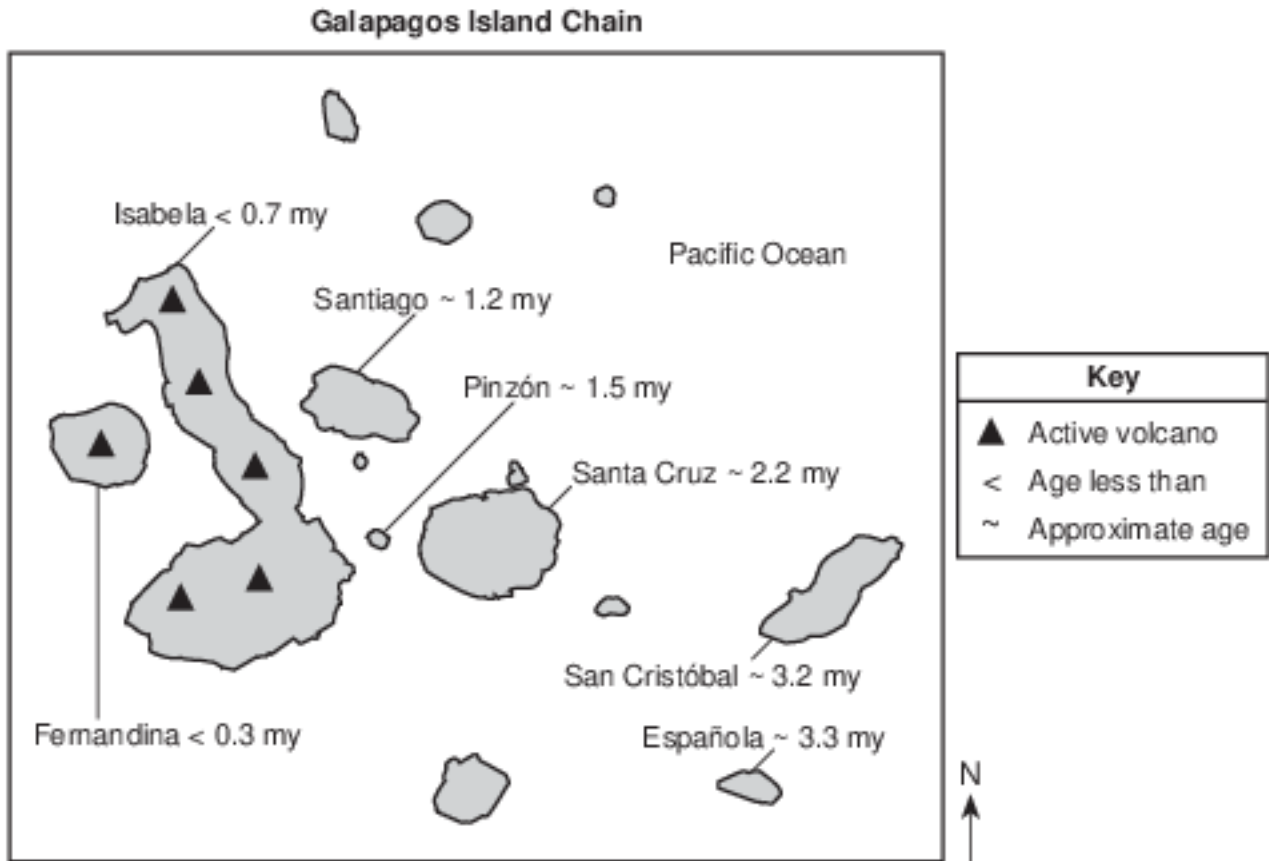 Galapagos Island Chain
Isabela < 0.7 my
Pacific Ocean
Santiago ~ 1.2 my
Pinzón ~ 1.5 my
Santa Cruz ~ 2.2 my
San Cristóbal ~ 3.2 my
Fernandina < 0.3 my
Española ~ 3.3 my
Key
Active volcano
< Age less than
~ Approximate age
N